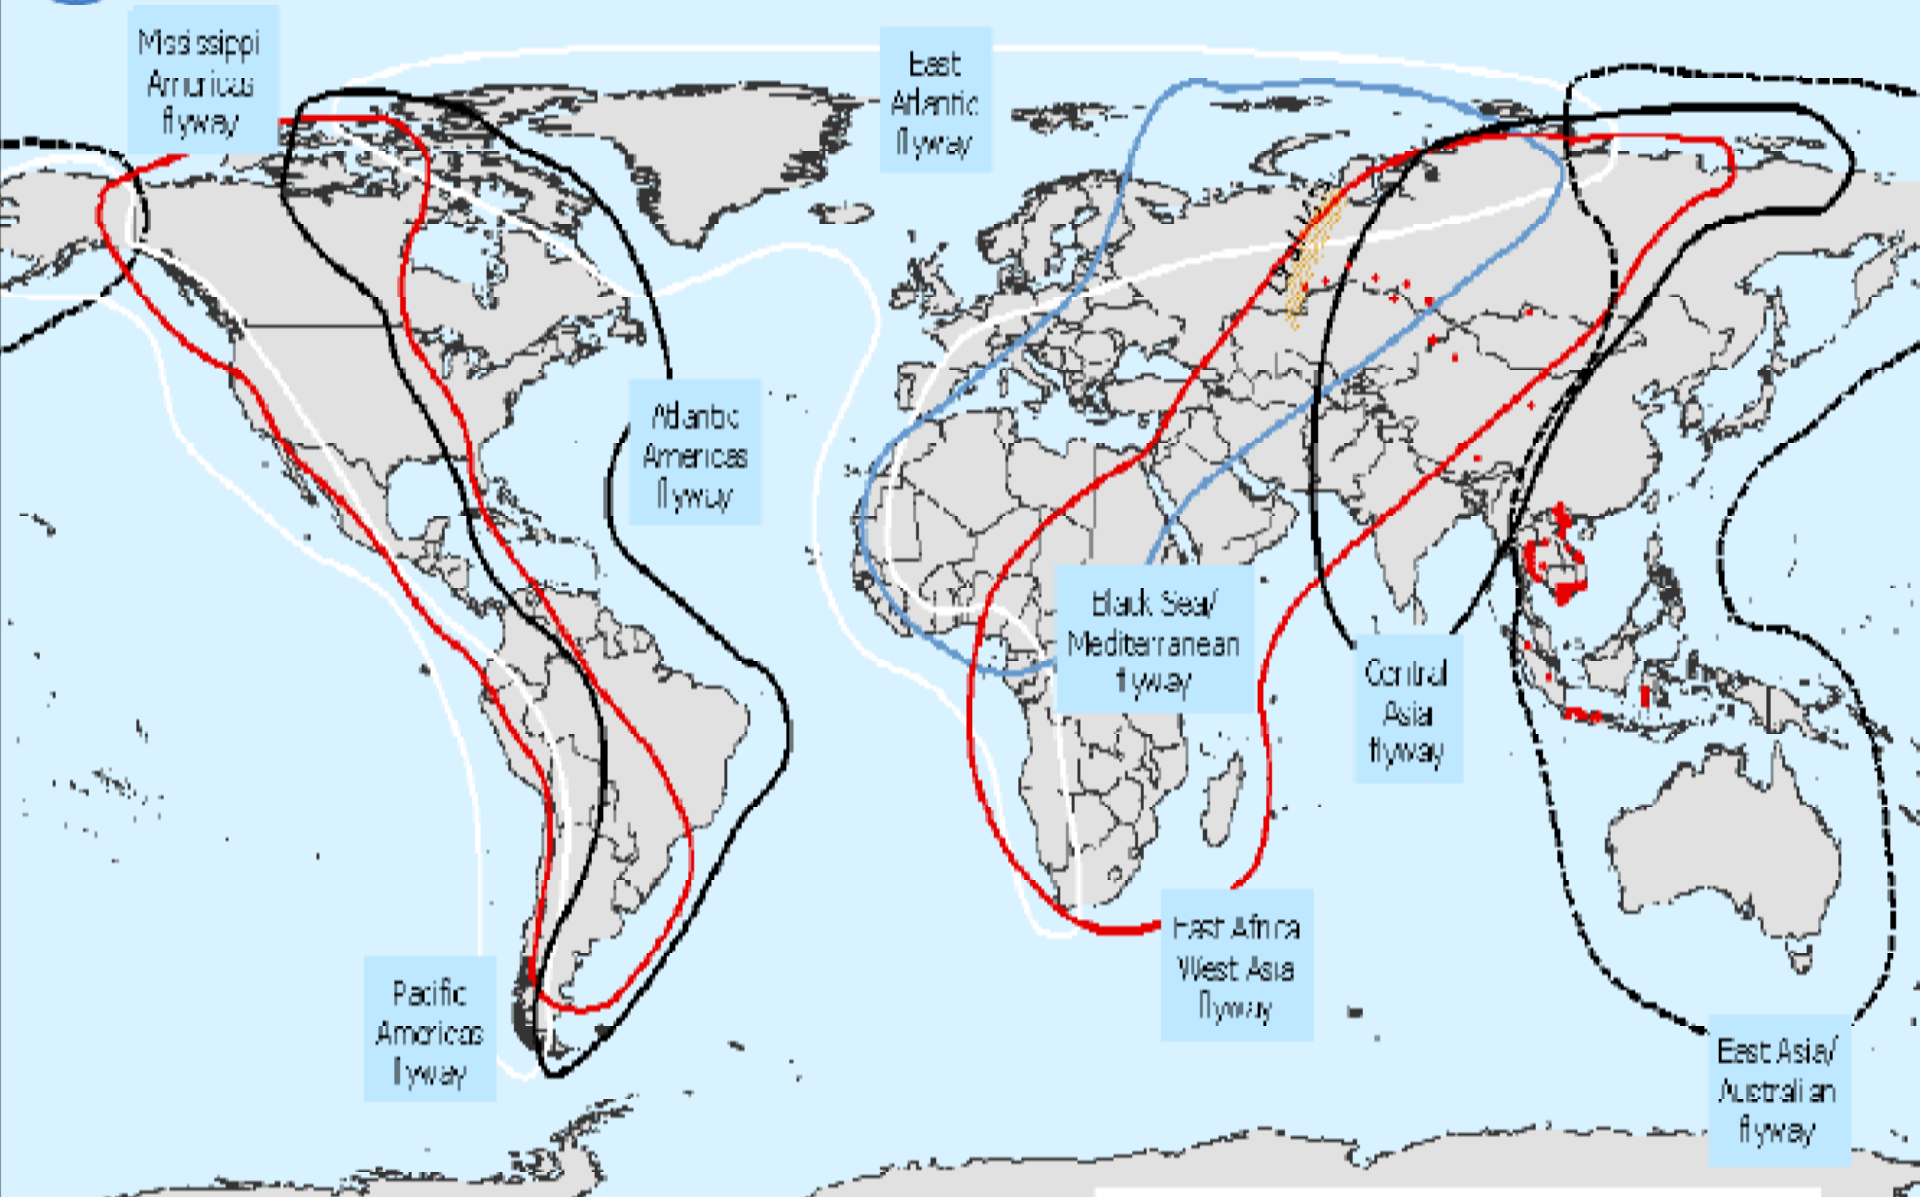 Mississippi
Americas
flyway
East
Atlantic
flyway
Atlantic
Americas
flyway
Black Sea/
Mediterranean
flyway
Central
Asia
flyway
East Africa
West Asia
flyway
Pacific
Americas
flyway
East Asia/
Australian
flyway